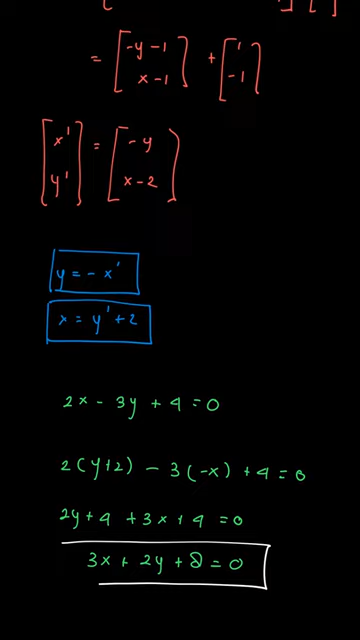 = [-y-1 x-1] + [1 -1]
[x' y'] = [-y x-2]
y = -x'
x = y' + 2
2x - 3y + 4 = 0
2(y+2) - 3(-x) + 4 = 0
2y + 4 + 3x + 4 = 0
3x + 2y + 8 = 0